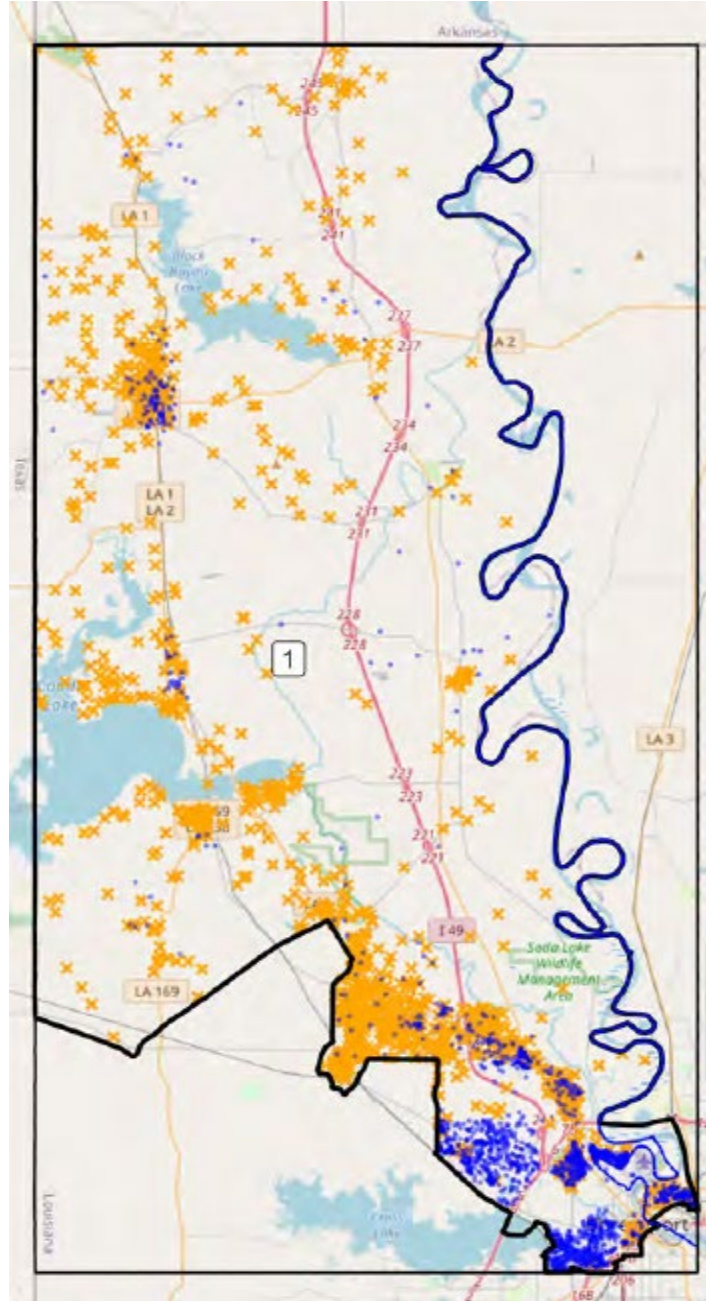 Arkansas
245
245
LA 1
241
241
Black
Bayou
Lake
237
237
LA 2
234
234
Texas
LA 1
LA 2
231
231
228
228
1
Lake
LA 3
223
223
221
221
I 49
Soda Lake
Wildlife
Management
Area
LA 169
Louisiana
Lake
206